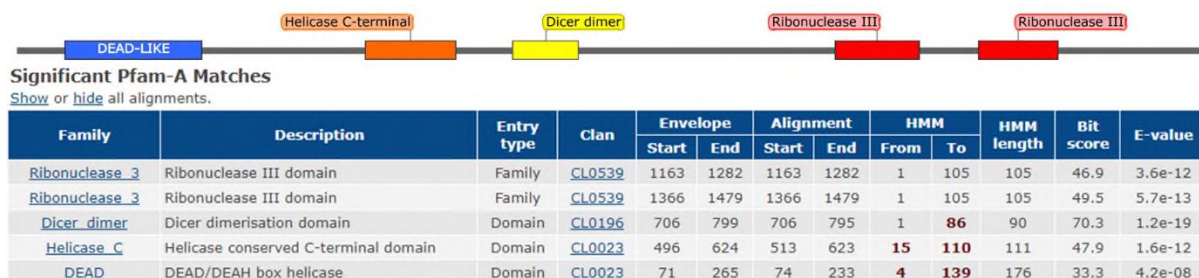 Helicase C-terminal Dicer dimer Ribonuclease III Ribonuclease III
DEAD-LIKE
Significant Pfam-A Matches
Show or hide all alignments.
Family Description Entry type Clan Envelope Alignment HMM HMM length Bit score E-value
Start End Start End From To
Ribonuclease_3 Ribonuclease III domain Family CL0539 1163 1282 1163 1282 1 105 105 46.9 3.6e-12
Ribonuclease_3 Ribonuclease III domain Family CL0539 1366 1479 1366 1479 1 105 105 49.5 5.7e-13
Dicer_dimer Dicer dimerisation domain Domain CL0196 706 799 706 795 1 86 90 70.3 1.2e-19
Helicase_C Helicase conserved C-terminal domain Domain CL0023 496 624 513 623 15 110 111 47.9 1.6e-12
DEAD DEAD/DEAH box helicase Domain CL0023 71 265 74 233 4 139 176 33.3 4.2e-08